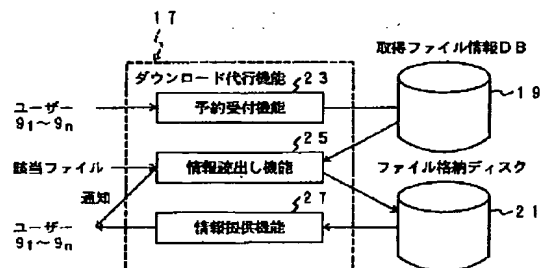 17
取得ファイル情報DB
ダウンロード代行機能
23
予約受付機能
ユーザー
9₁~9ₙ
19
25
該当ファイル
情報読出し機能
ファイル格納ディスク
通知
27
ユーザー
9₁~9ₙ
情報提供機能
21